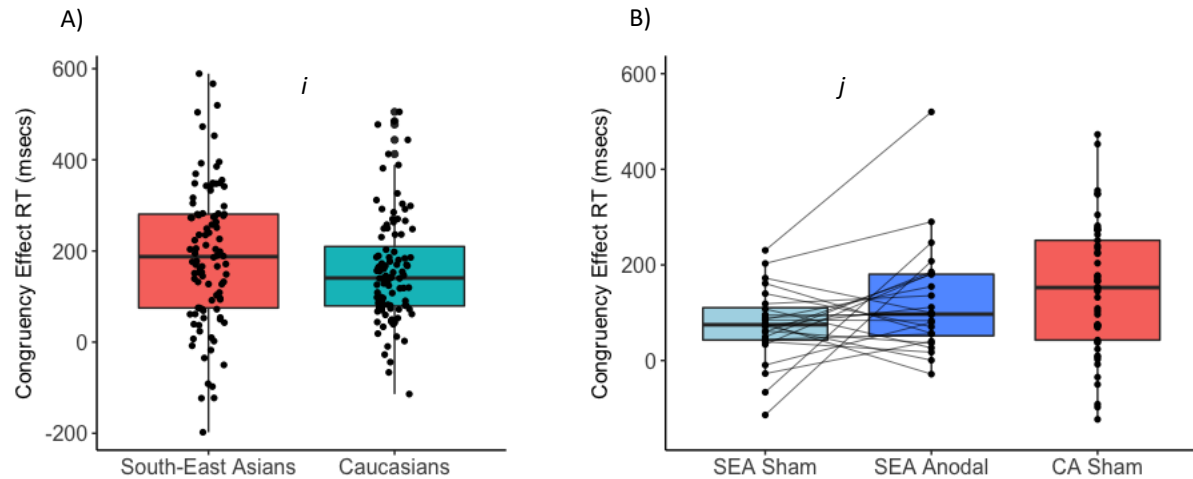 A)
i
Congruency Effect RT (msecs)
600
400
200
0
-200
South-East Asians
Caucasians
B)
j
Congruency Effect RT (msecs)
600
400
200
0
SEA Sham
SEA Anodal
CA Sham